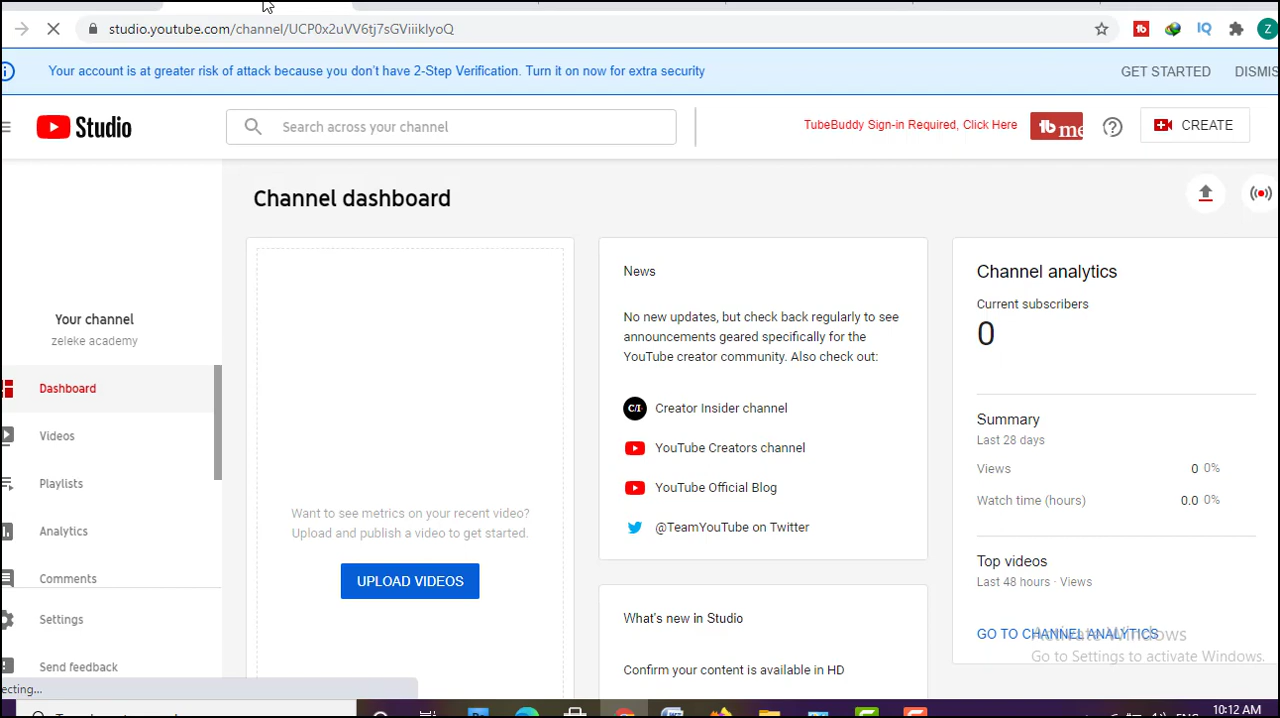 studio.youtube.com/channel/UCP0x2uVV6tj7sGViiiklyoQ
IQ
Z
Your account is at greater risk of attack because you don't have 2-Step Verification. Turn it on now for extra security
GET STARTED
DISMIS
Studio
Search across your channel
TubeBuddy Sign-in Required, Click Here
tb me
CREATE
Channel dashboard
Your channel
zeleke academy
Dashboard
Videos
Playlists
Analytics
Comments
Settings
Send feedback
ecting...
Want to see metrics on your recent video?
Upload and publish a video to get started.
UPLOAD VIDEOS
News
No new updates, but check back regularly to see
announcements geared specifically for the
YouTube creator community. Also check out:
C/I Creator Insider channel
YouTube Creators channel
YouTube Official Blog
@TeamYouTube on Twitter
What's new in Studio
Confirm your content is available in HD
Channel analytics
Current subscribers
0
Summary
Last 28 days
Views 0 0%
Watch time (hours) 0.0 0%
Top videos
Last 48 hours · Views
GO TO CHANNEL ANALYTICS
Activate Windows
Go to Settings to activate Windows.
10:12 AM